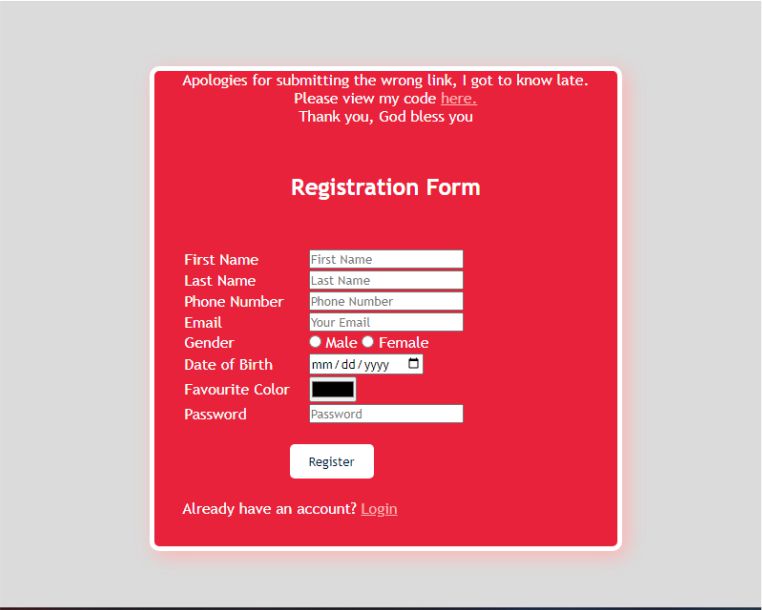 Apologies for submitting the wrong link, I got to know late.
Please view my code here.
Thank you, God bless you
Registration Form
First Name First Name
Last Name Last Name
Phone Number Phone Number
Email Your Email
Gender Male Female
Date of Birth mm/dd/yyyy
Favourite Color
Password Password
Register
Already have an account? Login